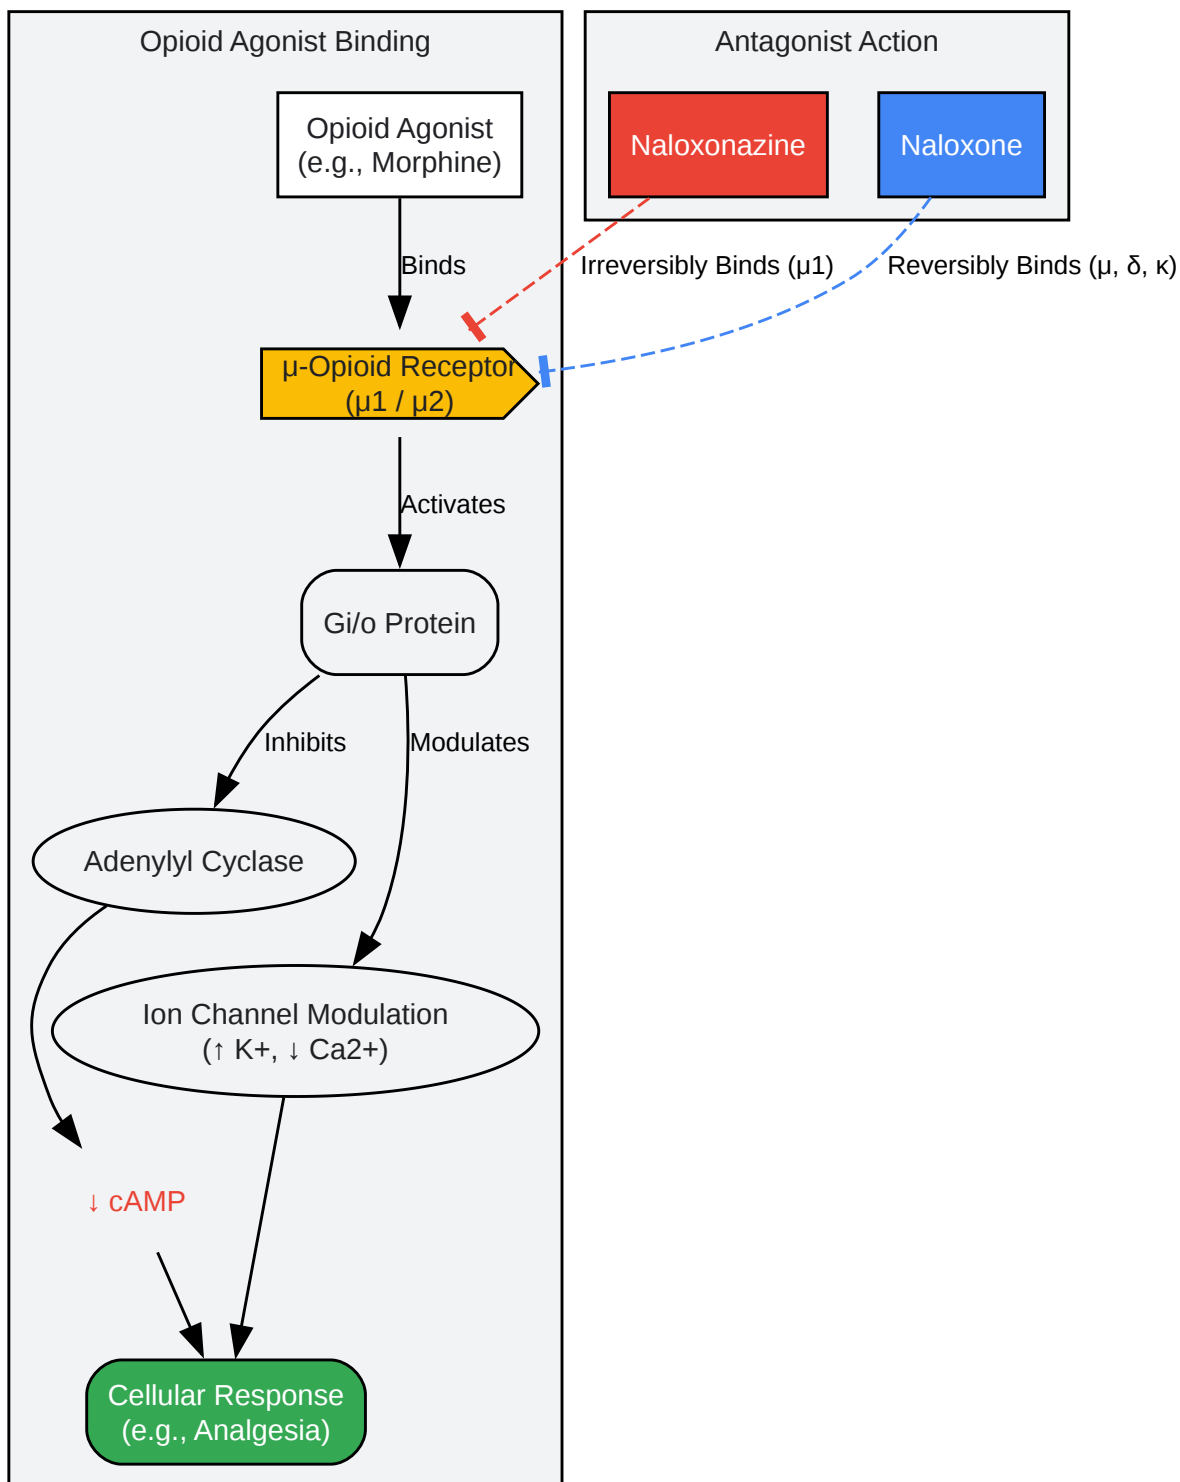 Opioid Agonist Binding
Antagonist Action
Opioid Agonist
(e.g., Morphine)
Naloxonazine
Naloxone
Binds
Irreversibly Binds (μ1)
Reversibly Binds (μ, δ, κ)
μ-Opioid Receptor
(μ1 / μ2)
Activates
Gi/o Protein
Inhibits
Modulates
Adenylyl Cyclase
Ion Channel Modulation
(↑ K+, ↓ Ca2+)
↓ cAMP
Cellular Response
(e.g., Analgesia)